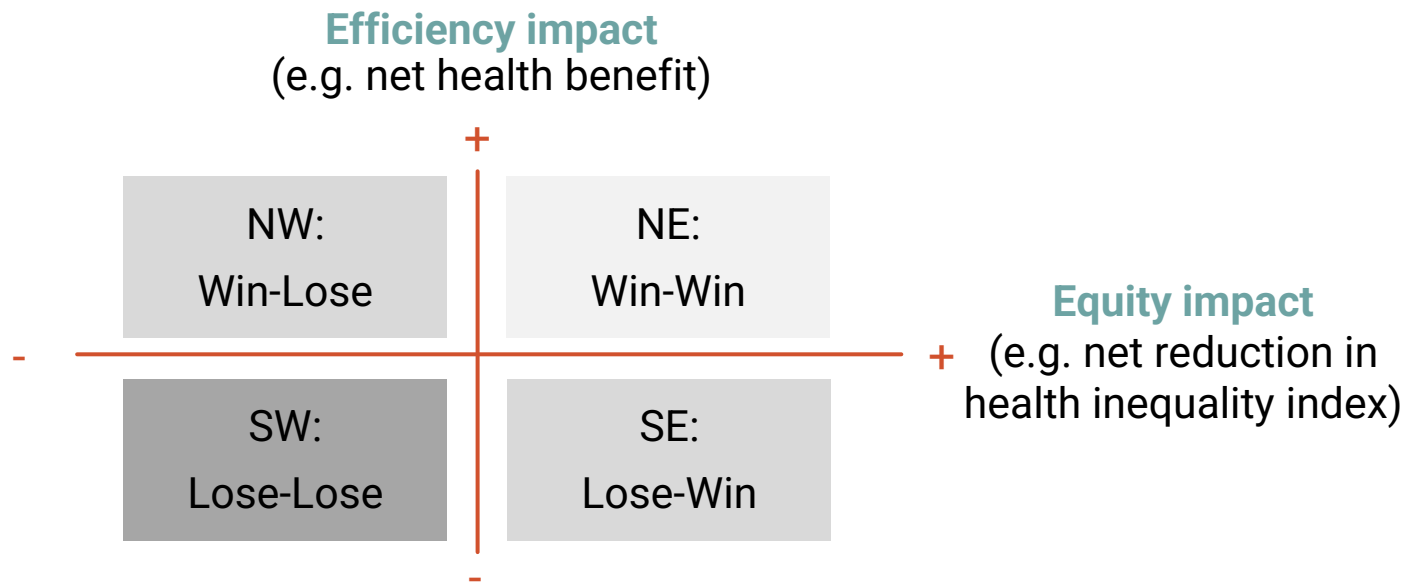 Efficiency impact
(e.g. net health benefit)
+
NW:
Win-Lose
NE:
Win-Win
-
+
Equity impact
(e.g. net reduction in
health inequality index)
SW:
Lose-Lose
SE:
Lose-Win
-